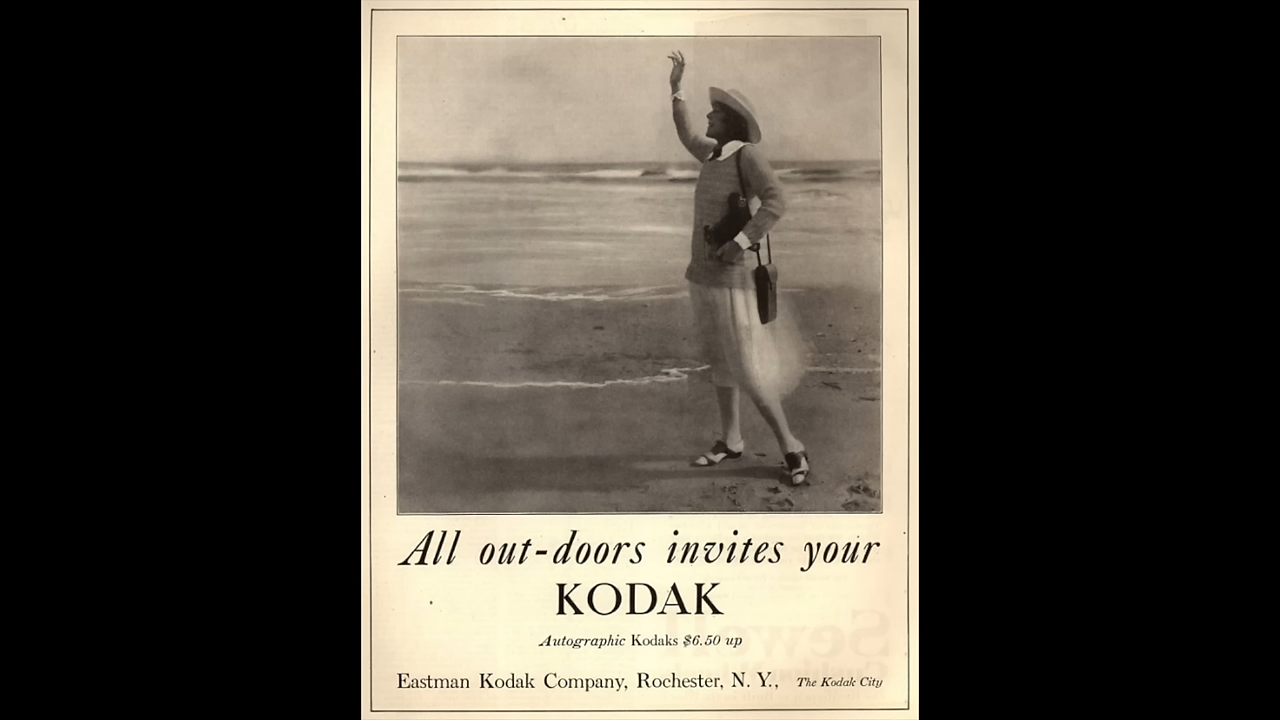 All out-doors invites your
KODAK
Autographic Kodaks $6.50 up
Eastman Kodak Company, Rochester, N. Y., The Kodak City